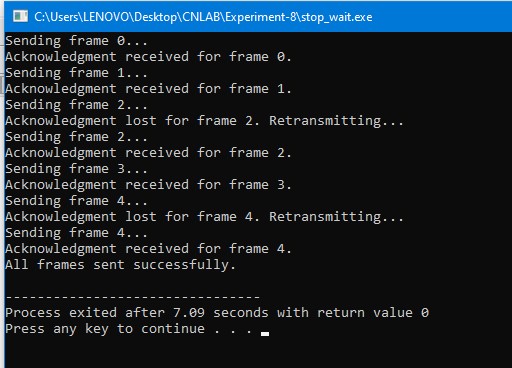 C:\Users\LENOVO\Desktop\CNLAB\Experiment-8\stop_wait.exe
Sending frame 0...
Acknowledgment received for frame 0.
Sending frame 1...
Acknowledgment received for frame 1.
Sending frame 2...
Acknowledgment lost for frame 2. Retransmitting...
Sending frame 2...
Acknowledgment received for frame 2.
Sending frame 3...
Acknowledgment received for frame 3.
Sending frame 4...
Acknowledgment lost for frame 4. Retransmitting...
Sending frame 4...
Acknowledgment received for frame 4.
All frames sent successfully.
--------------------------------
Process exited after 7.09 seconds with return value 0
Press any key to continue . . .